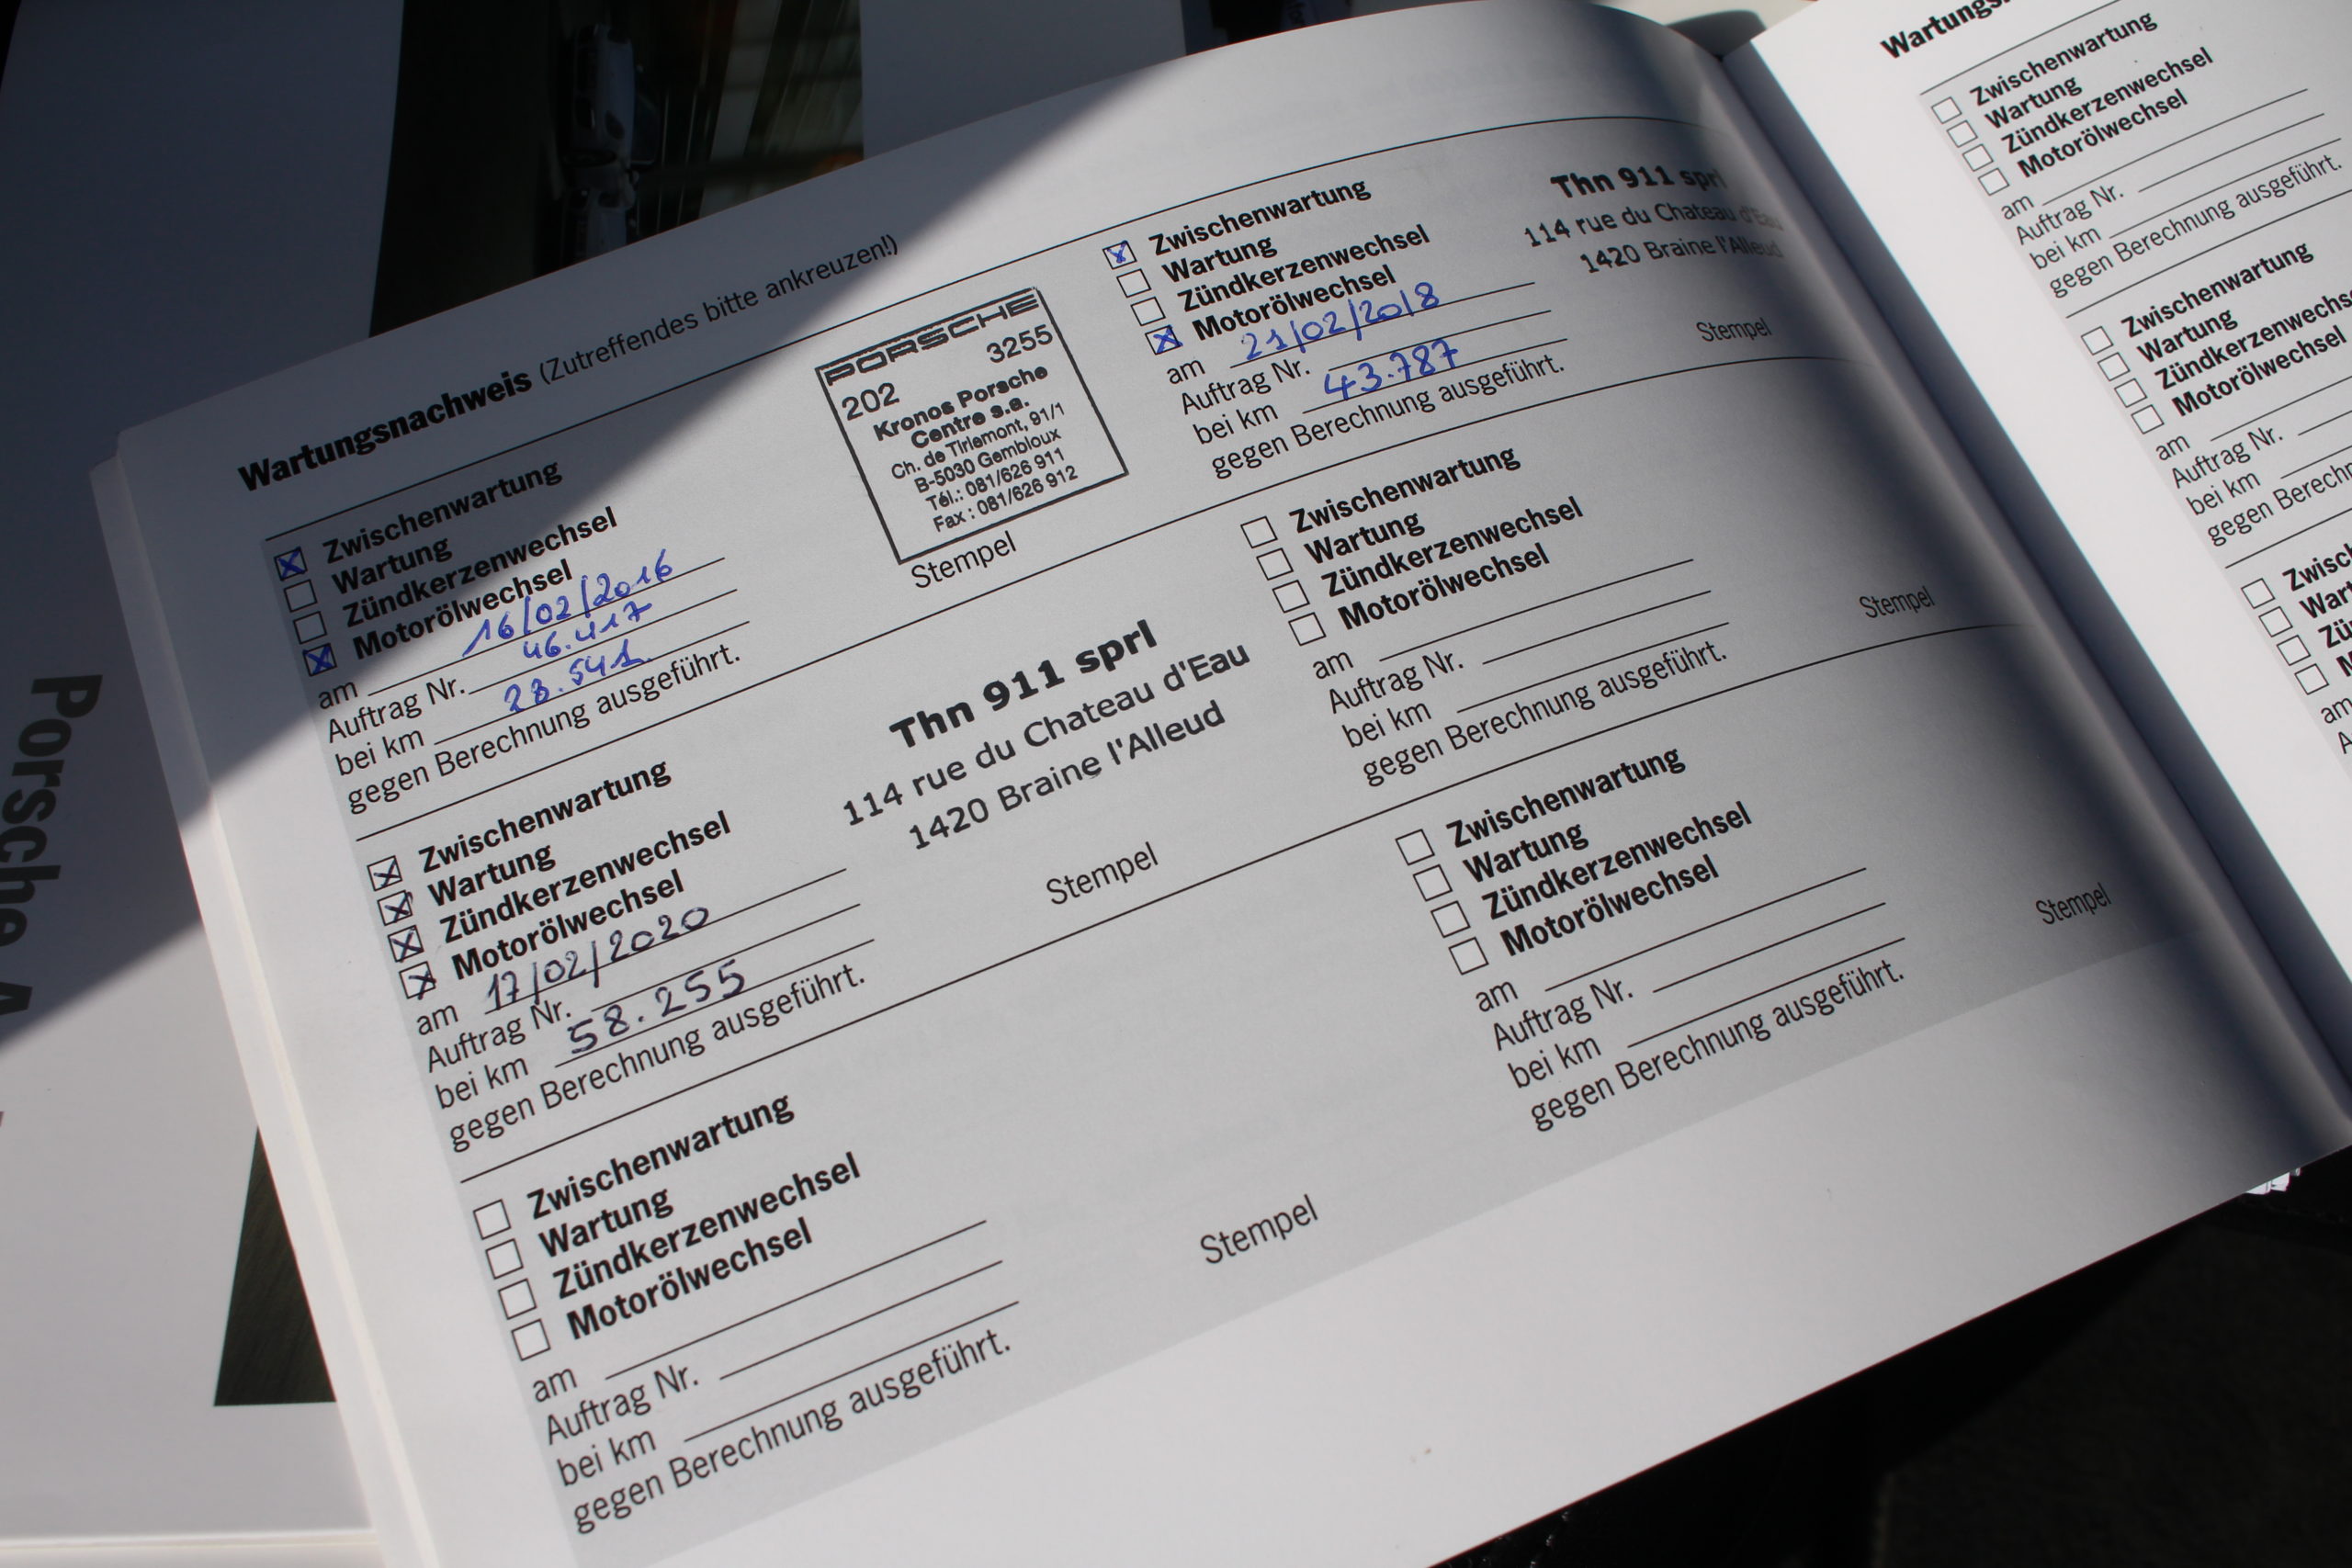 Wartungsnachweis (Zutreffendes bitte ankreuzen!)
Zwischenwartung
Wartung
Zündkerzenwechsel
Motorölwechsel
am 16/02/2016
Auftrag Nr. 46.417
bei km 28.541
gegen Berechnung ausgeführt.
PORSCHE
202 3255
Kronos Porsche
Centre s.a.
Ch. de Tirlemont, 91/1
B-5030 Gembloux
Tél.: 081/626 911
Fax : 081/626 912
Stempel
Zwischenwartung
Wartung
Zündkerzenwechsel
Motorölwechsel
am 17/02/2020
Auftrag Nr.
bei km 58.255
gegen Berechnung ausgeführt.
Thn 911 sprl
114 rue du Chateau d'Eau
1420 Braine l'Alleud
Stempel
Zwischenwartung
Wartung
Zündkerzenwechsel
Motorölwechsel
am
Auftrag Nr.
bei km
gegen Berechnung ausgeführt.
Stempel
Zwischenwartung
Wartung
Zündkerzenwechsel
Motorölwechsel
am 21/02/2018
Auftrag Nr.
bei km 43.787
gegen Berechnung ausgeführt.
Thn 911 sprl
114 rue du Chateau d'Eau
1420 Braine l'Alleud
Stempel
Zwischenwartung
Wartung
Zündkerzenwechsel
Motorölwechsel
am
Auftrag Nr.
bei km
gegen Berechnung ausgeführt.
Stempel
Zwischenwartung
Wartung
Zündkerzenwechsel
Motorölwechsel
am
Auftrag Nr.
bei km
gegen Berechnung ausgeführt.
Stempel
Zwischenwartung
Wartung
Zündkerzenwechsel
Motorölwechsel
am
Auftrag Nr.
bei km
gegen Berechnung ausgeführt.
Zwischenwartung
Wartung
Zündkerzenwechsel
Motorölwechsel
am
Auftrag Nr.
bei km
Porsche